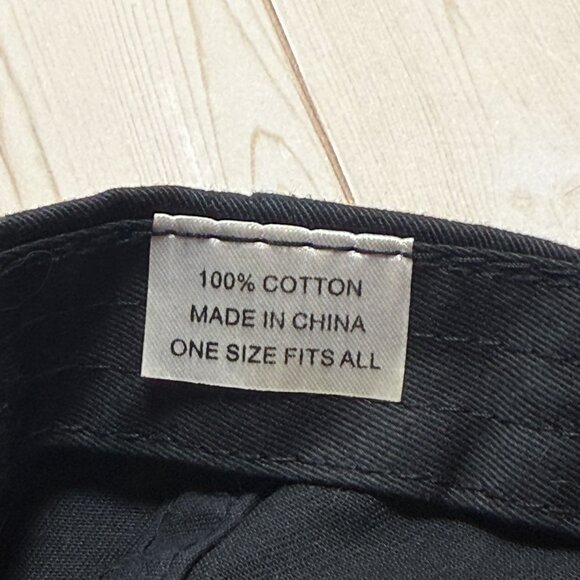 100% COTTON
MADE IN CHINA
ONE SIZE FITS ALL